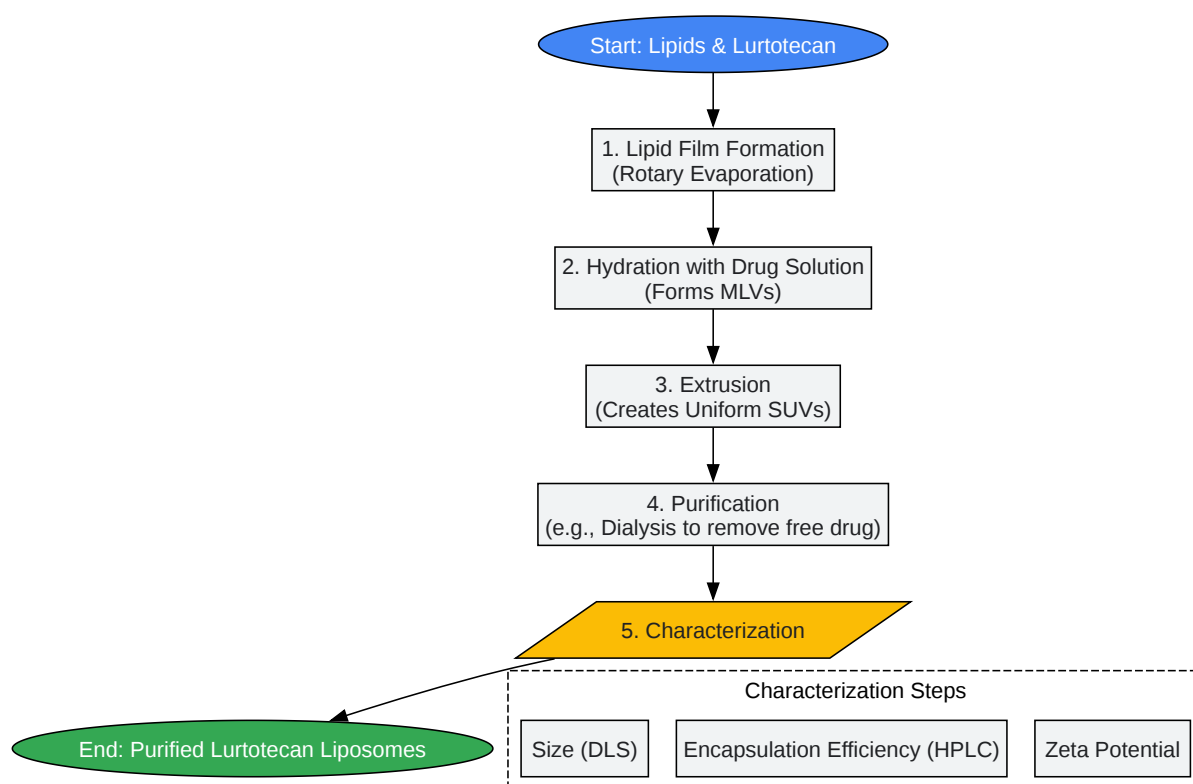 Start: Lipids & Lurtotecan
1. Lipid Film Formation
(Rotary Evaporation)
2. Hydration with Drug Solution
(Forms MLVs)
3. Extrusion
(Creates Uniform SUVs)
4. Purification
(e.g., Dialysis to remove free drug)
5. Characterization
Characterization Steps
End: Purified Lurtotecan Liposomes
Size (DLS)
Encapsulation Efficiency (HPLC)
Zeta Potential